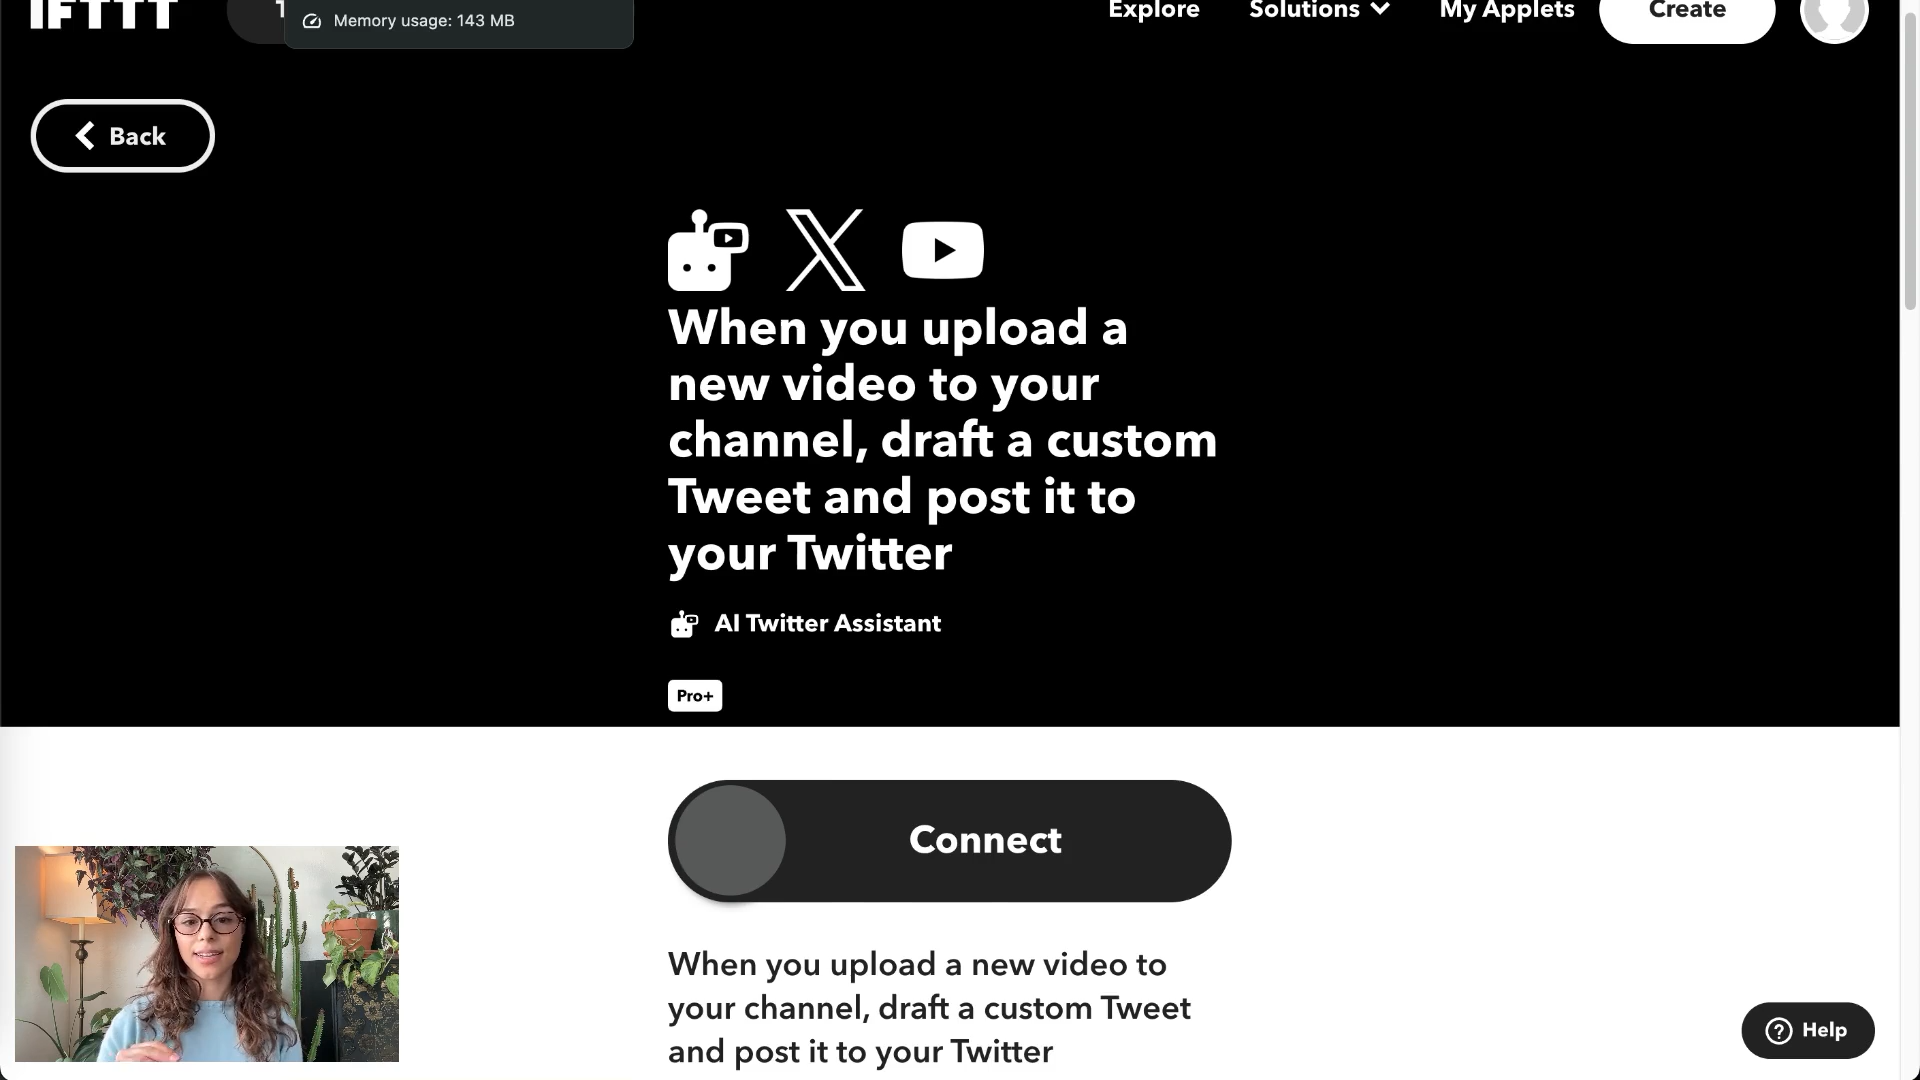 IFTTT
Memory usage: 143 MB
Explore
Solutions
My Applets
Create
Back
When you upload a
new video to your
channel, draft a custom
Tweet and post it to
your Twitter
AI Twitter Assistant
Pro+
Connect
When you upload a new video to
your channel, draft a custom Tweet
and post it to your Twitter
Help